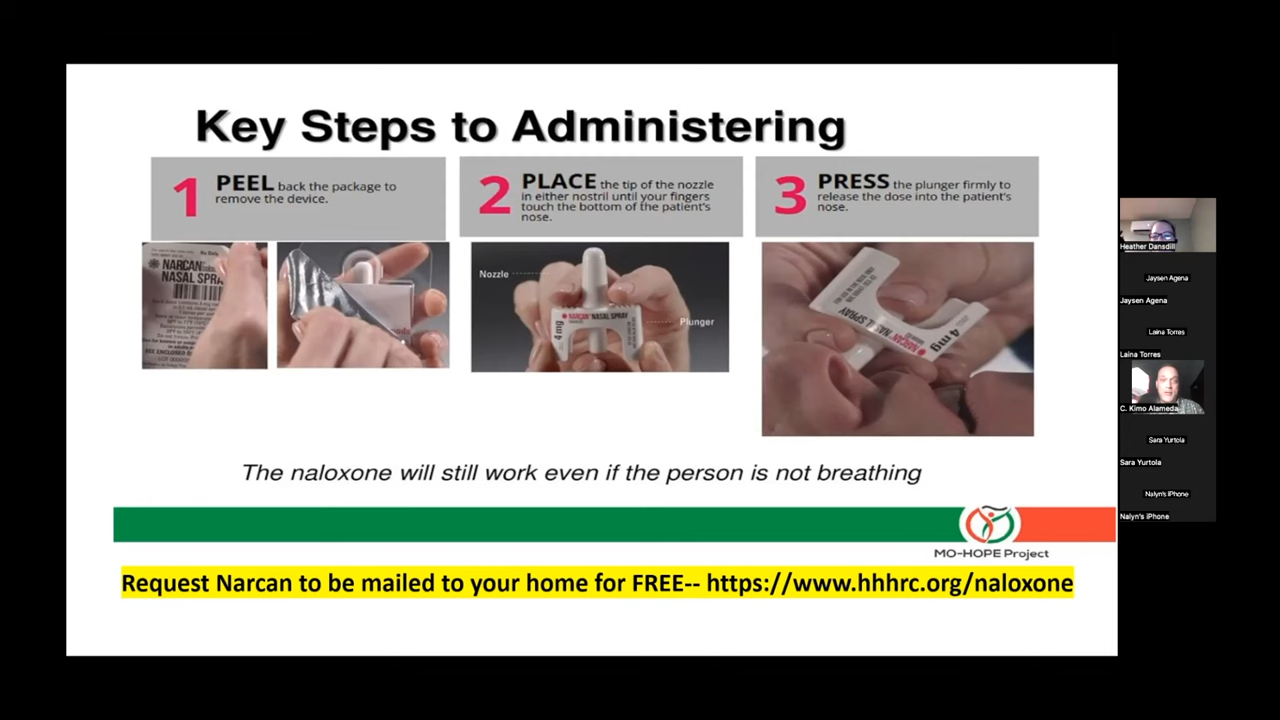 Key Steps to Administering
1 PEEL back the package to
remove the device.
2 PLACE the tip of the nozzle
in either nostril until your fingers
touch the bottom of the patient's
nose.
3 PRESS the plunger firmly to
release the dose into the patient's
nose.
NARCAN
NASAL SPRA
Nozzle
NARCAN NASAL SPRAY
4 mg
Plunger
NARCAN NASAL SPRAY
4 mg
The naloxone will still work even if the person is not breathing
MO-HOPE Project
Request Narcan to be mailed to your home for FREE-- https://www.hhhrc.org/naloxone
Heather Dansdill
Jaysen Agena
Jaysen Agena
Laina Torres
Laina Torres
C. Kimo Alameda
Sara Yurtola
Sara Yurtola
Nalyn's iPhone
Nalyn's iPhone